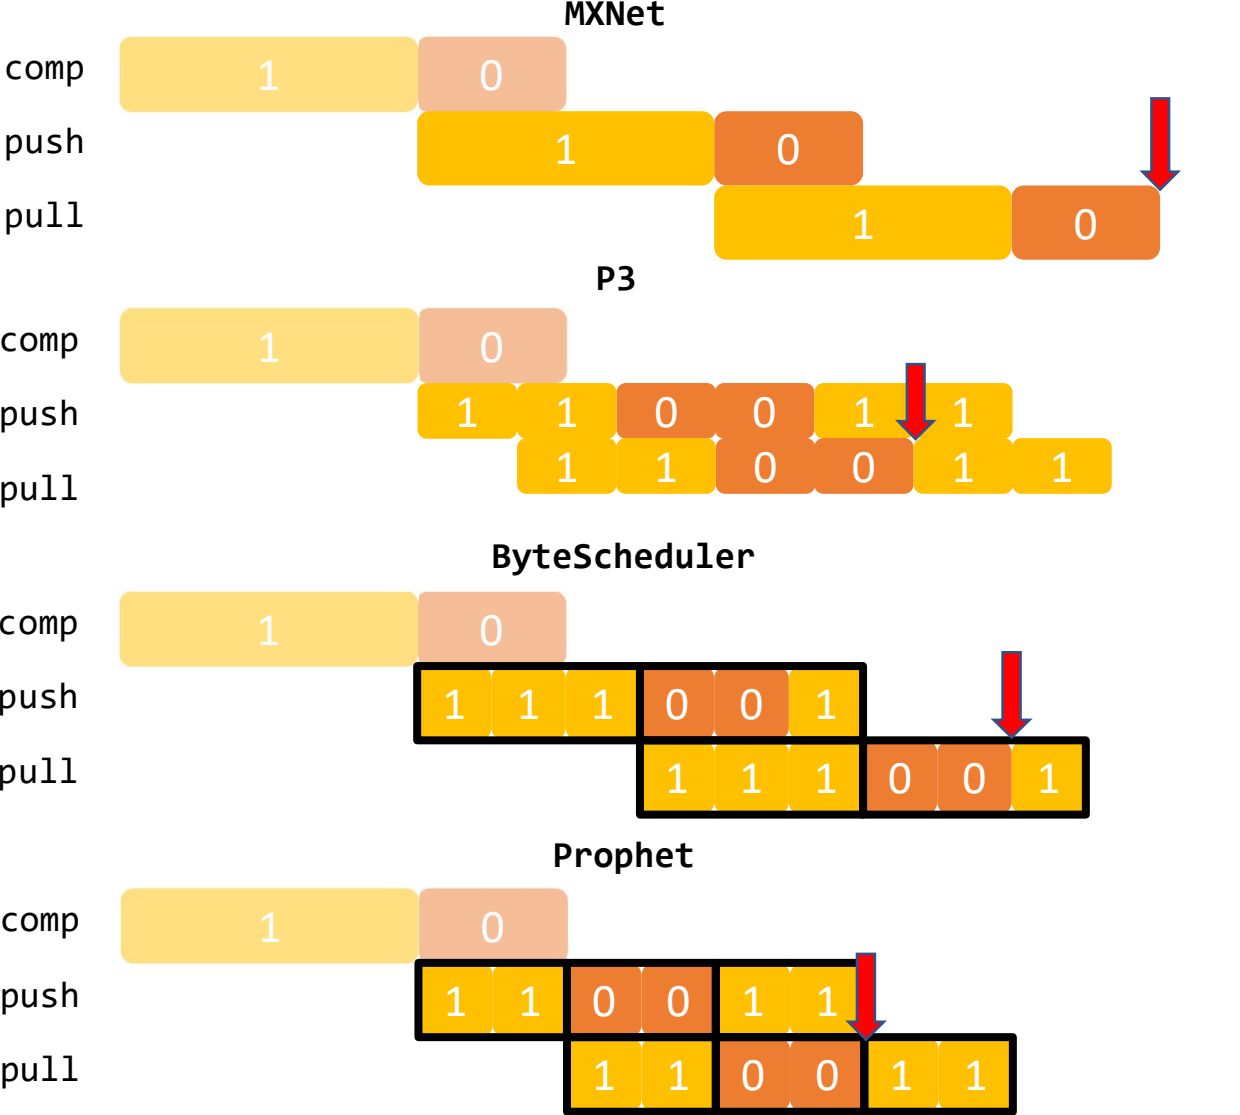 MXNet
comp 1 0
push 1 0
pull 1 0
P3
comp 1 0
push 1 1 0 0 1 1
pull 1 1 0 0 1 1
ByteScheduler
comp 1 0
push 1 1 1 0 0 1
pull 1 1 1 0 0 1
Prophet
comp 1 0
push 1 1 0 0 1 1
pull 1 1 0 0 1 1